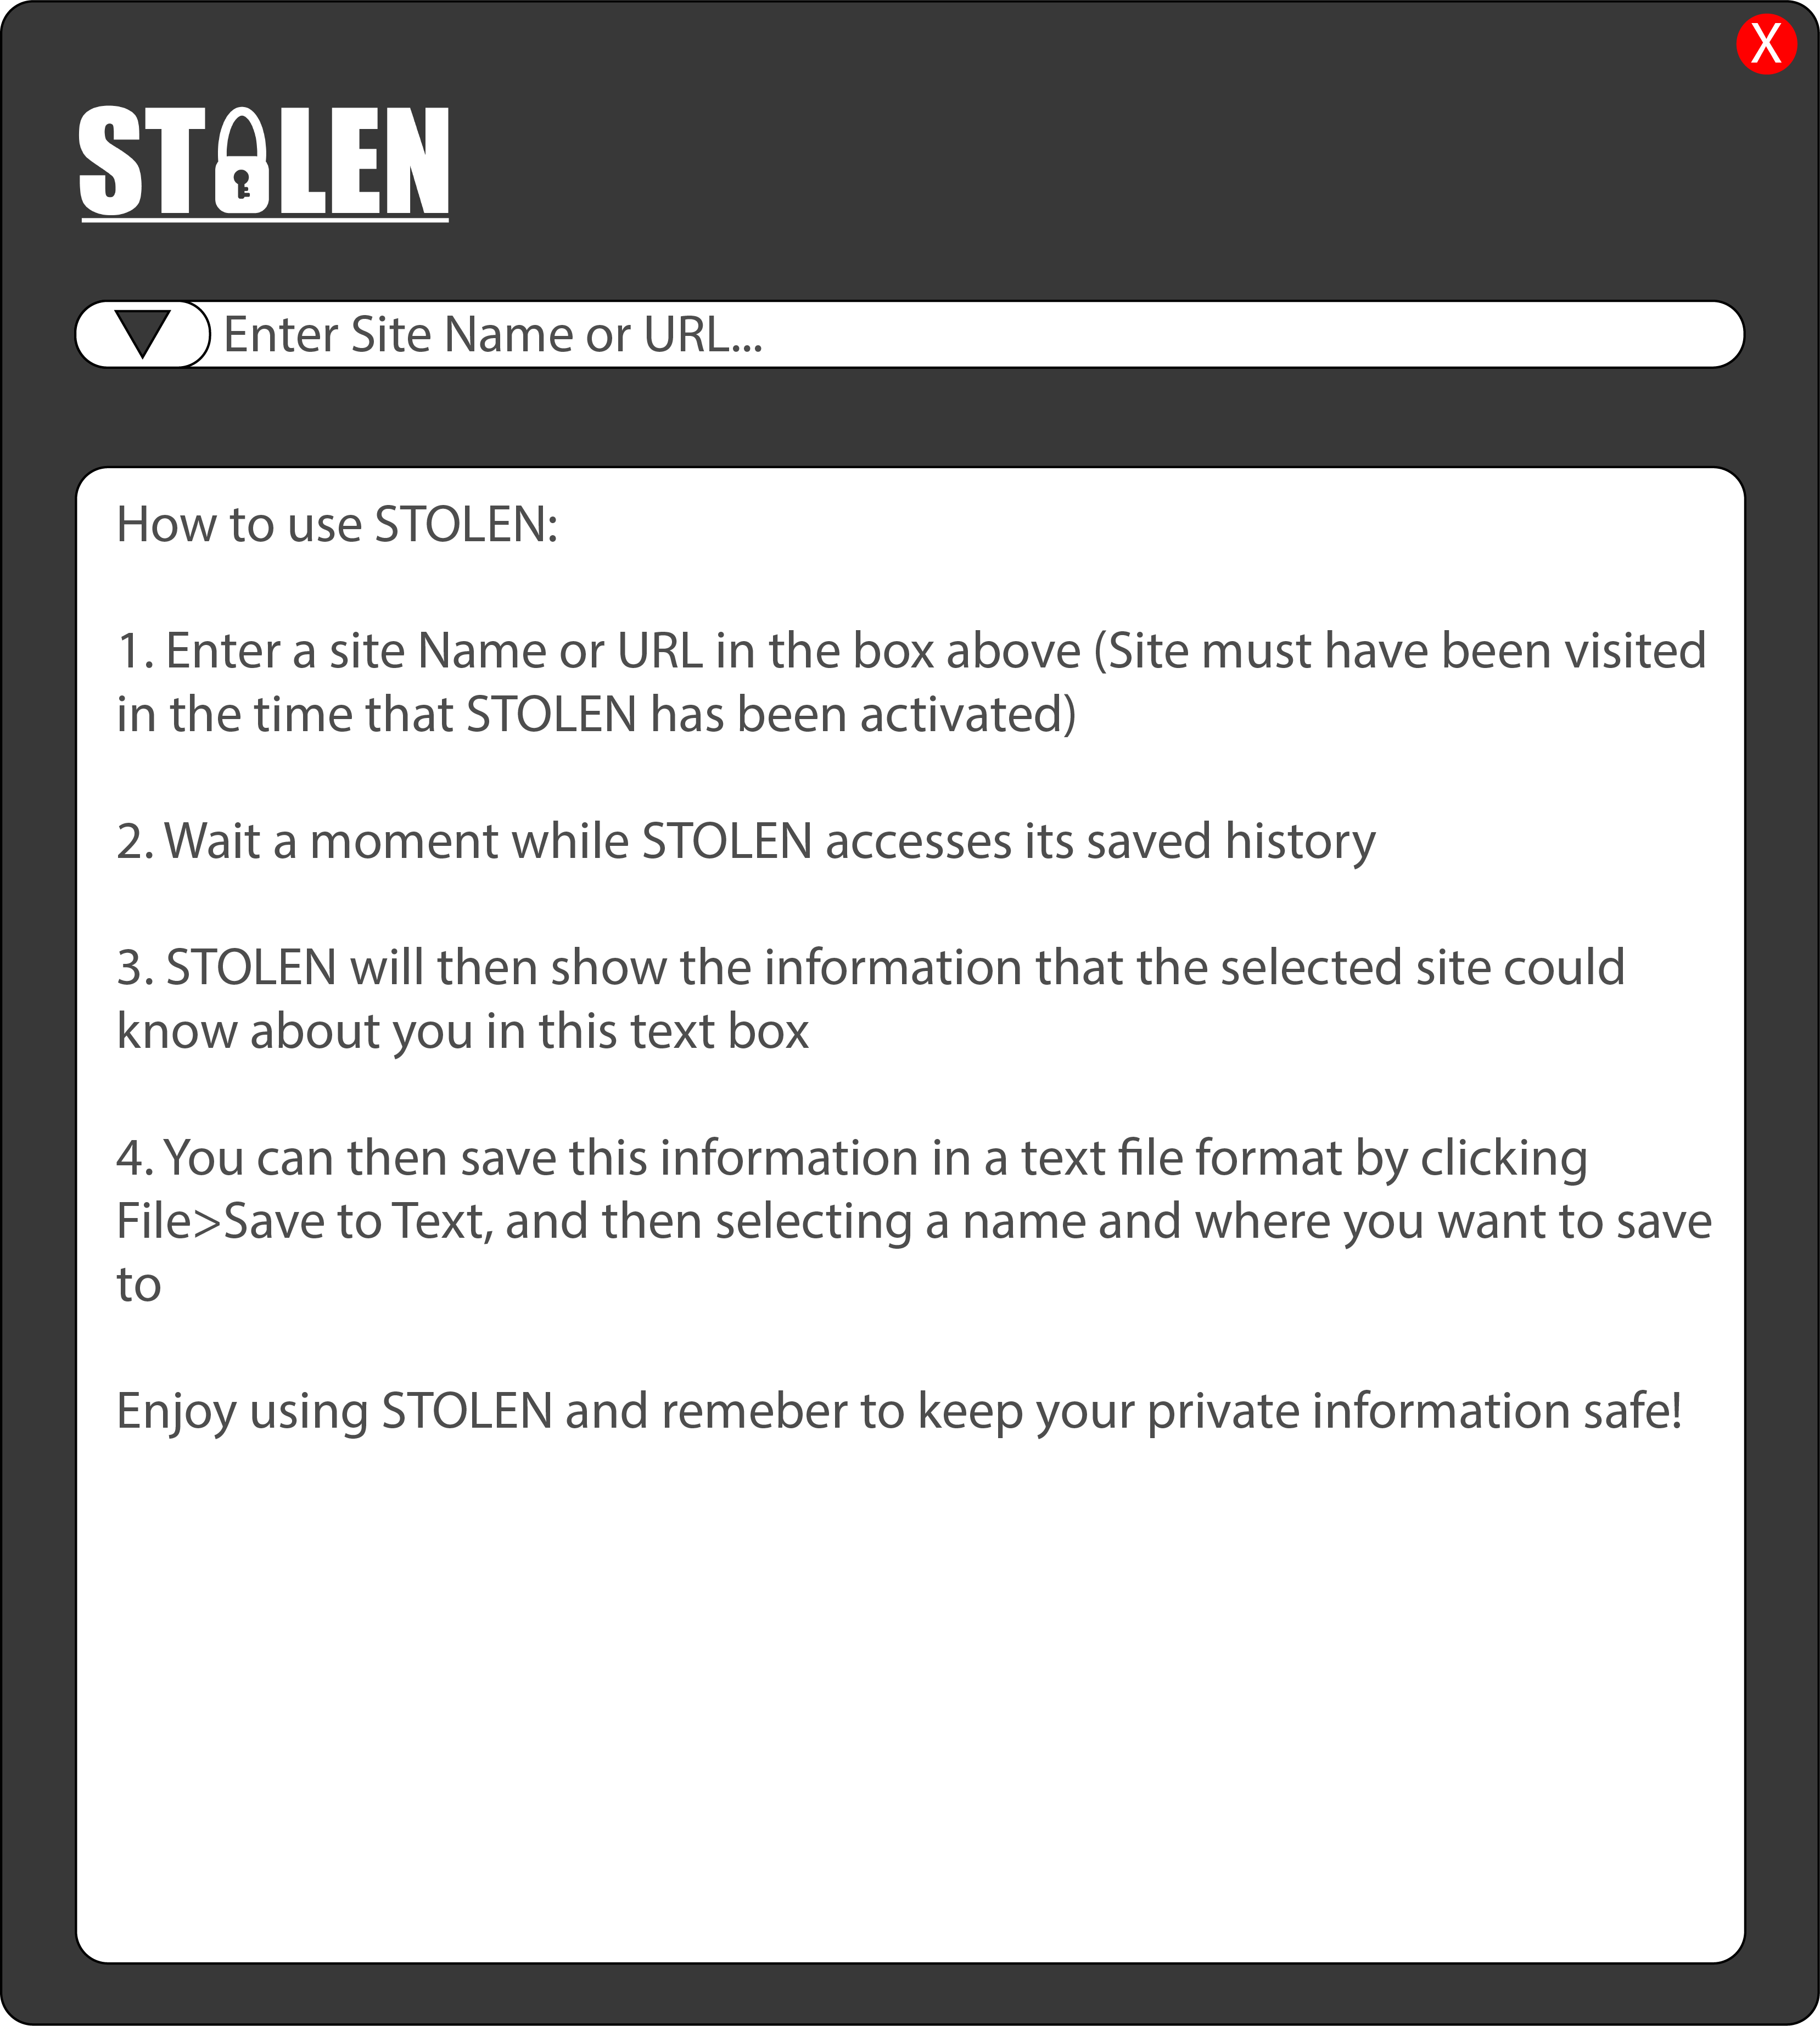 X
STOLEN
Enter Site Name or URL...
How to use STOLEN:
1. Enter a site Name or URL in the box above (Site must have been visited
in the time that STOLEN has been activated)
2. Wait a moment while STOLEN accesses its saved history
3. STOLEN will then show the information that the selected site could
know about you in this text box
4. You can then save this information in a text file format by clicking
File>Save to Text, and then selecting a name and where you want to save
to
Enjoy using STOLEN and remeber to keep your private information safe!